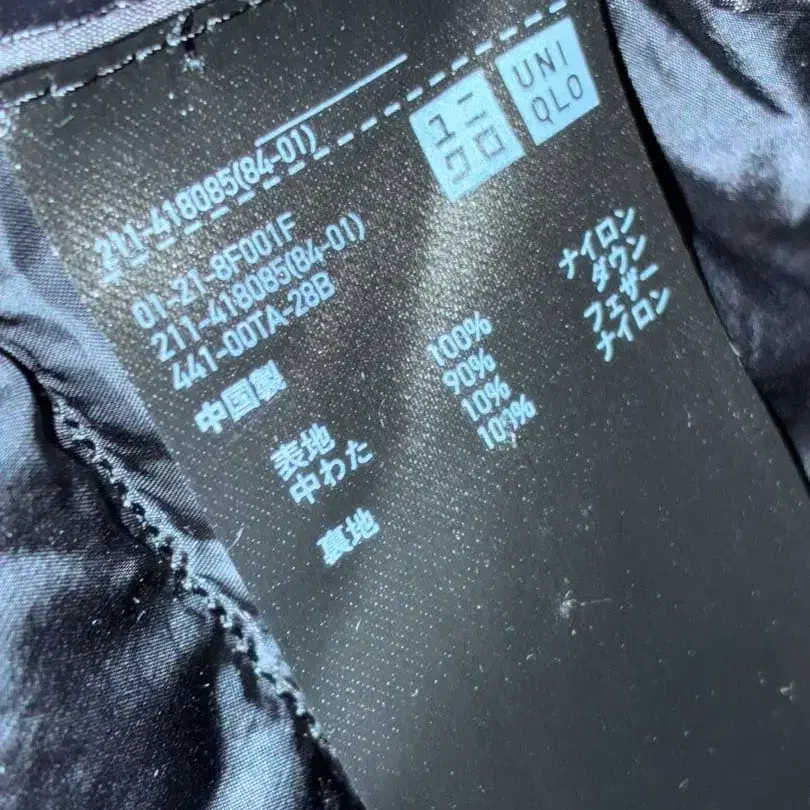 ユニ
クロ
UNI
QLO
211-418085(84-01)
01-21-8F001F
211-418085(84-01)
441-00TA-28B
中国製
表地 100% ナイロン
中わた 90% ダウン
10% フェザー
裏地 100% ナイロン